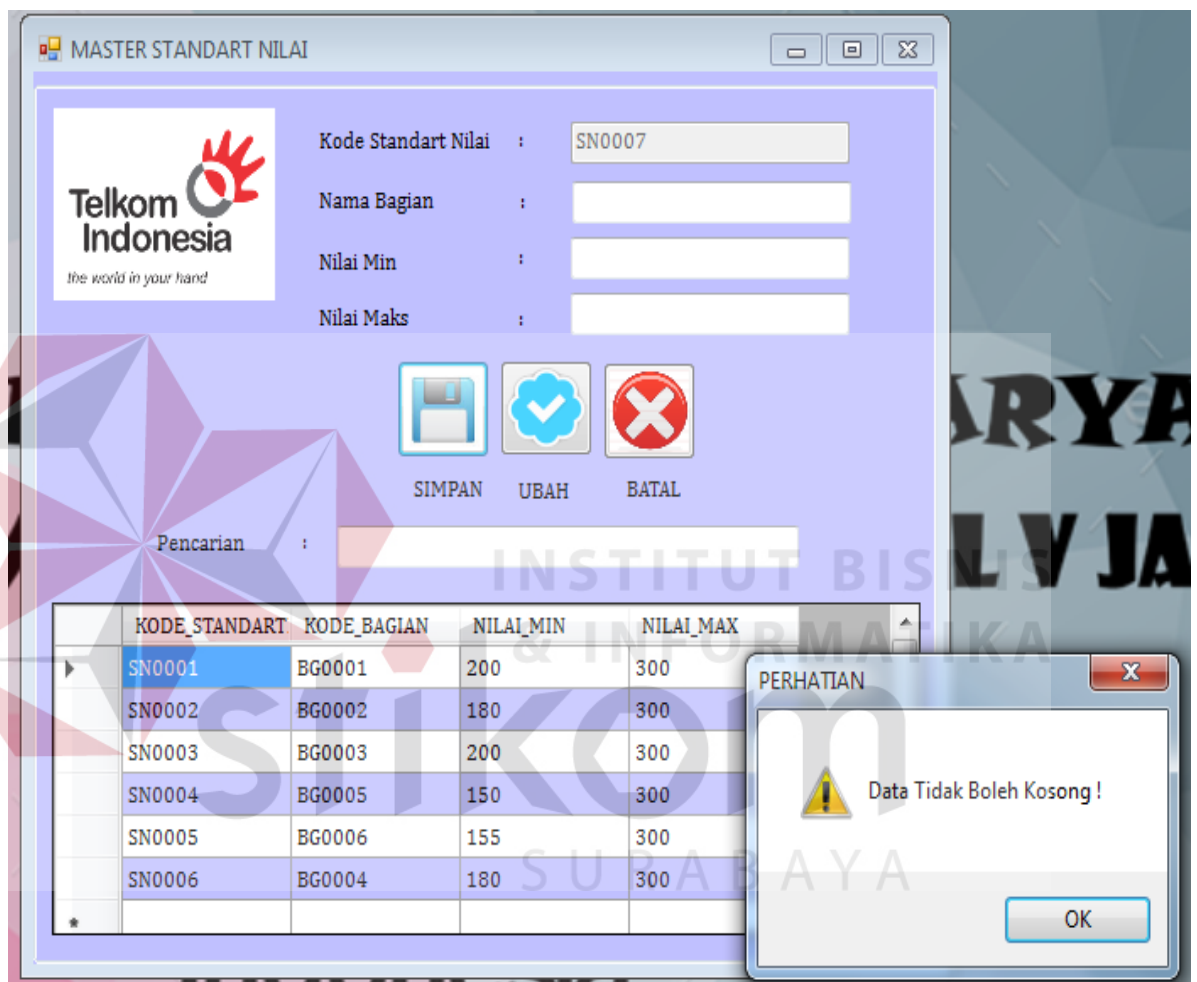 MASTER STANDART NILAI
Telkom
Indonesia
the world in your hand
Kode Standart Nilai : SN0007
Nama Bagian :
Nilai Min :
Nilai Maks :
SIMPAN UBAH BATAL
ARYA
L V JA
Pencarian :
INSTITUT BISNIS
& INFORMATIKA
stikom
SURABAYA
KODE_STANDART KODE_BAGIAN NILAI_MIN NILAI_MAX
SN0001 BG0001 200 300
SN0002 BG0002 180 300
SN0003 BG0003 200 300
SN0004 BG0005 150 300
SN0005 BG0006 155 300
SN0006 BG0004 180 300
*
PERHATIAN
Data Tidak Boleh Kosong !
OK